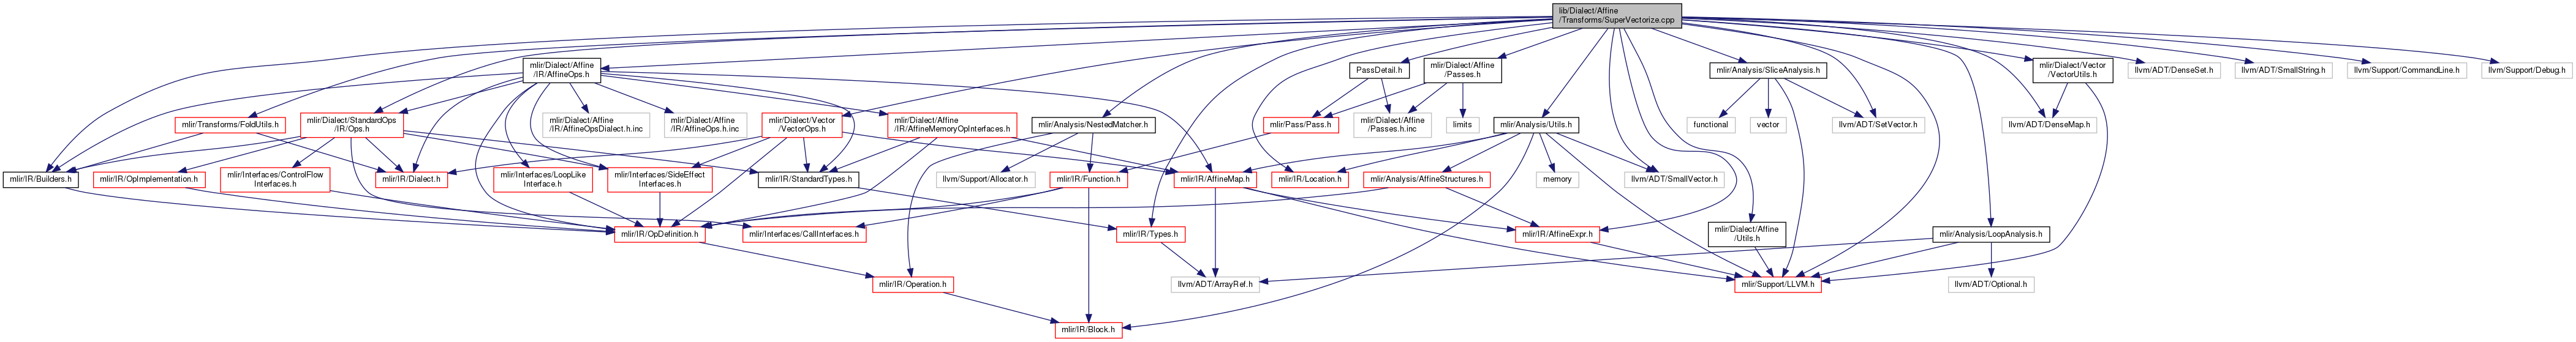 lib/Dialect/Affine
/Transforms/SuperVectorize.cpp
mlir/Dialect/Affine
/IR/AffineOps.h
PassDetail.h
mlir/Dialect/Affine
/Passes.h
mlir/Analysis/SliceAnalysis.h
mlir/Dialect/Vector
/VectorUtils.h
llvm/ADT/DenseSet.h
llvm/ADT/SmallString.h
llvm/Support/CommandLine.h
llvm/Support/Debug.h
mlir/Transforms/FoldUtils.h
mlir/Dialect/StandardOps
/IR/Ops.h
mlir/Dialect/Affine
/IR/AffineOpsDialect.h.inc
mlir/Dialect/Affine
/IR/AffineOps.h.inc
mlir/Dialect/Vector
/VectorOps.h
mlir/Dialect/Affine
/IR/AffineMemoryOpInterfaces.h
mlir/Analysis/NestedMatcher.h
mlir/Pass/Pass.h
mlir/Dialect/Affine
/Passes.h.inc
limits
mlir/Analysis/Utils.h
functional
vector
llvm/ADT/SetVector.h
llvm/ADT/DenseMap.h
mlir/IR/Builders.h
mlir/IR/OpImplementation.h
mlir/Interfaces/ControlFlow
Interfaces.h
mlir/IR/Dialect.h
mlir/Interfaces/LoopLike
Interface.h
mlir/Interfaces/SideEffect
Interfaces.h
mlir/IR/StandardTypes.h
llvm/Support/Allocator.h
mlir/IR/Function.h
mlir/IR/AffineMap.h
mlir/IR/Location.h
mlir/Analysis/AffineStructures.h
memory
llvm/ADT/SmallVector.h
mlir/IR/OpDefinition.h
mlir/Interfaces/CallInterfaces.h
mlir/IR/Types.h
mlir/IR/AffineExpr.h
mlir/Dialect/Affine
/Utils.h
mlir/Analysis/LoopAnalysis.h
mlir/IR/Operation.h
llvm/ADT/ArrayRef.h
mlir/Support/LLVM.h
llvm/ADT/Optional.h
mlir/IR/Block.h